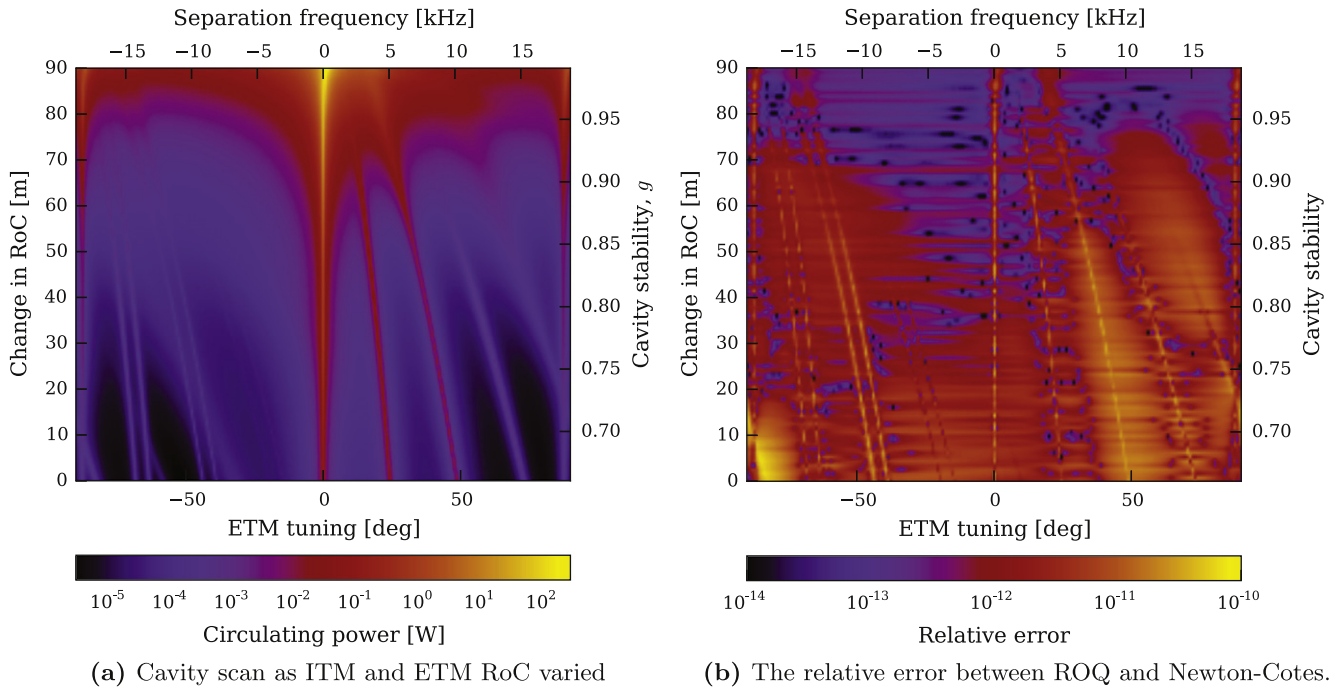 Separation frequency [kHz]
−15 −10 −5 0 5 10 15
90
80
70
60
50
40
30
20
10
0
Change in RoC [m]
0.95
0.90
0.85
0.80
0.75
0.70
Cavity stability, g
−50 0 50
ETM tuning [deg]
10^-5 10^-4 10^-3 10^-2 10^-1 10^0 10^1 10^2
Circulating power [W]
(a) Cavity scan as ITM and ETM RoC varied
Separation frequency [kHz]
−15 −10 −5 0 5 10 15
90
80
70
60
50
40
30
20
10
0
Change in RoC [m]
0.95
0.90
0.85
0.80
0.75
0.70
Cavity stability
−50 0 50
ETM tuning [deg]
10^-14 10^-13 10^-12 10^-11 10^-10
Relative error
(b) The relative error between ROQ and Newton-Cotes.